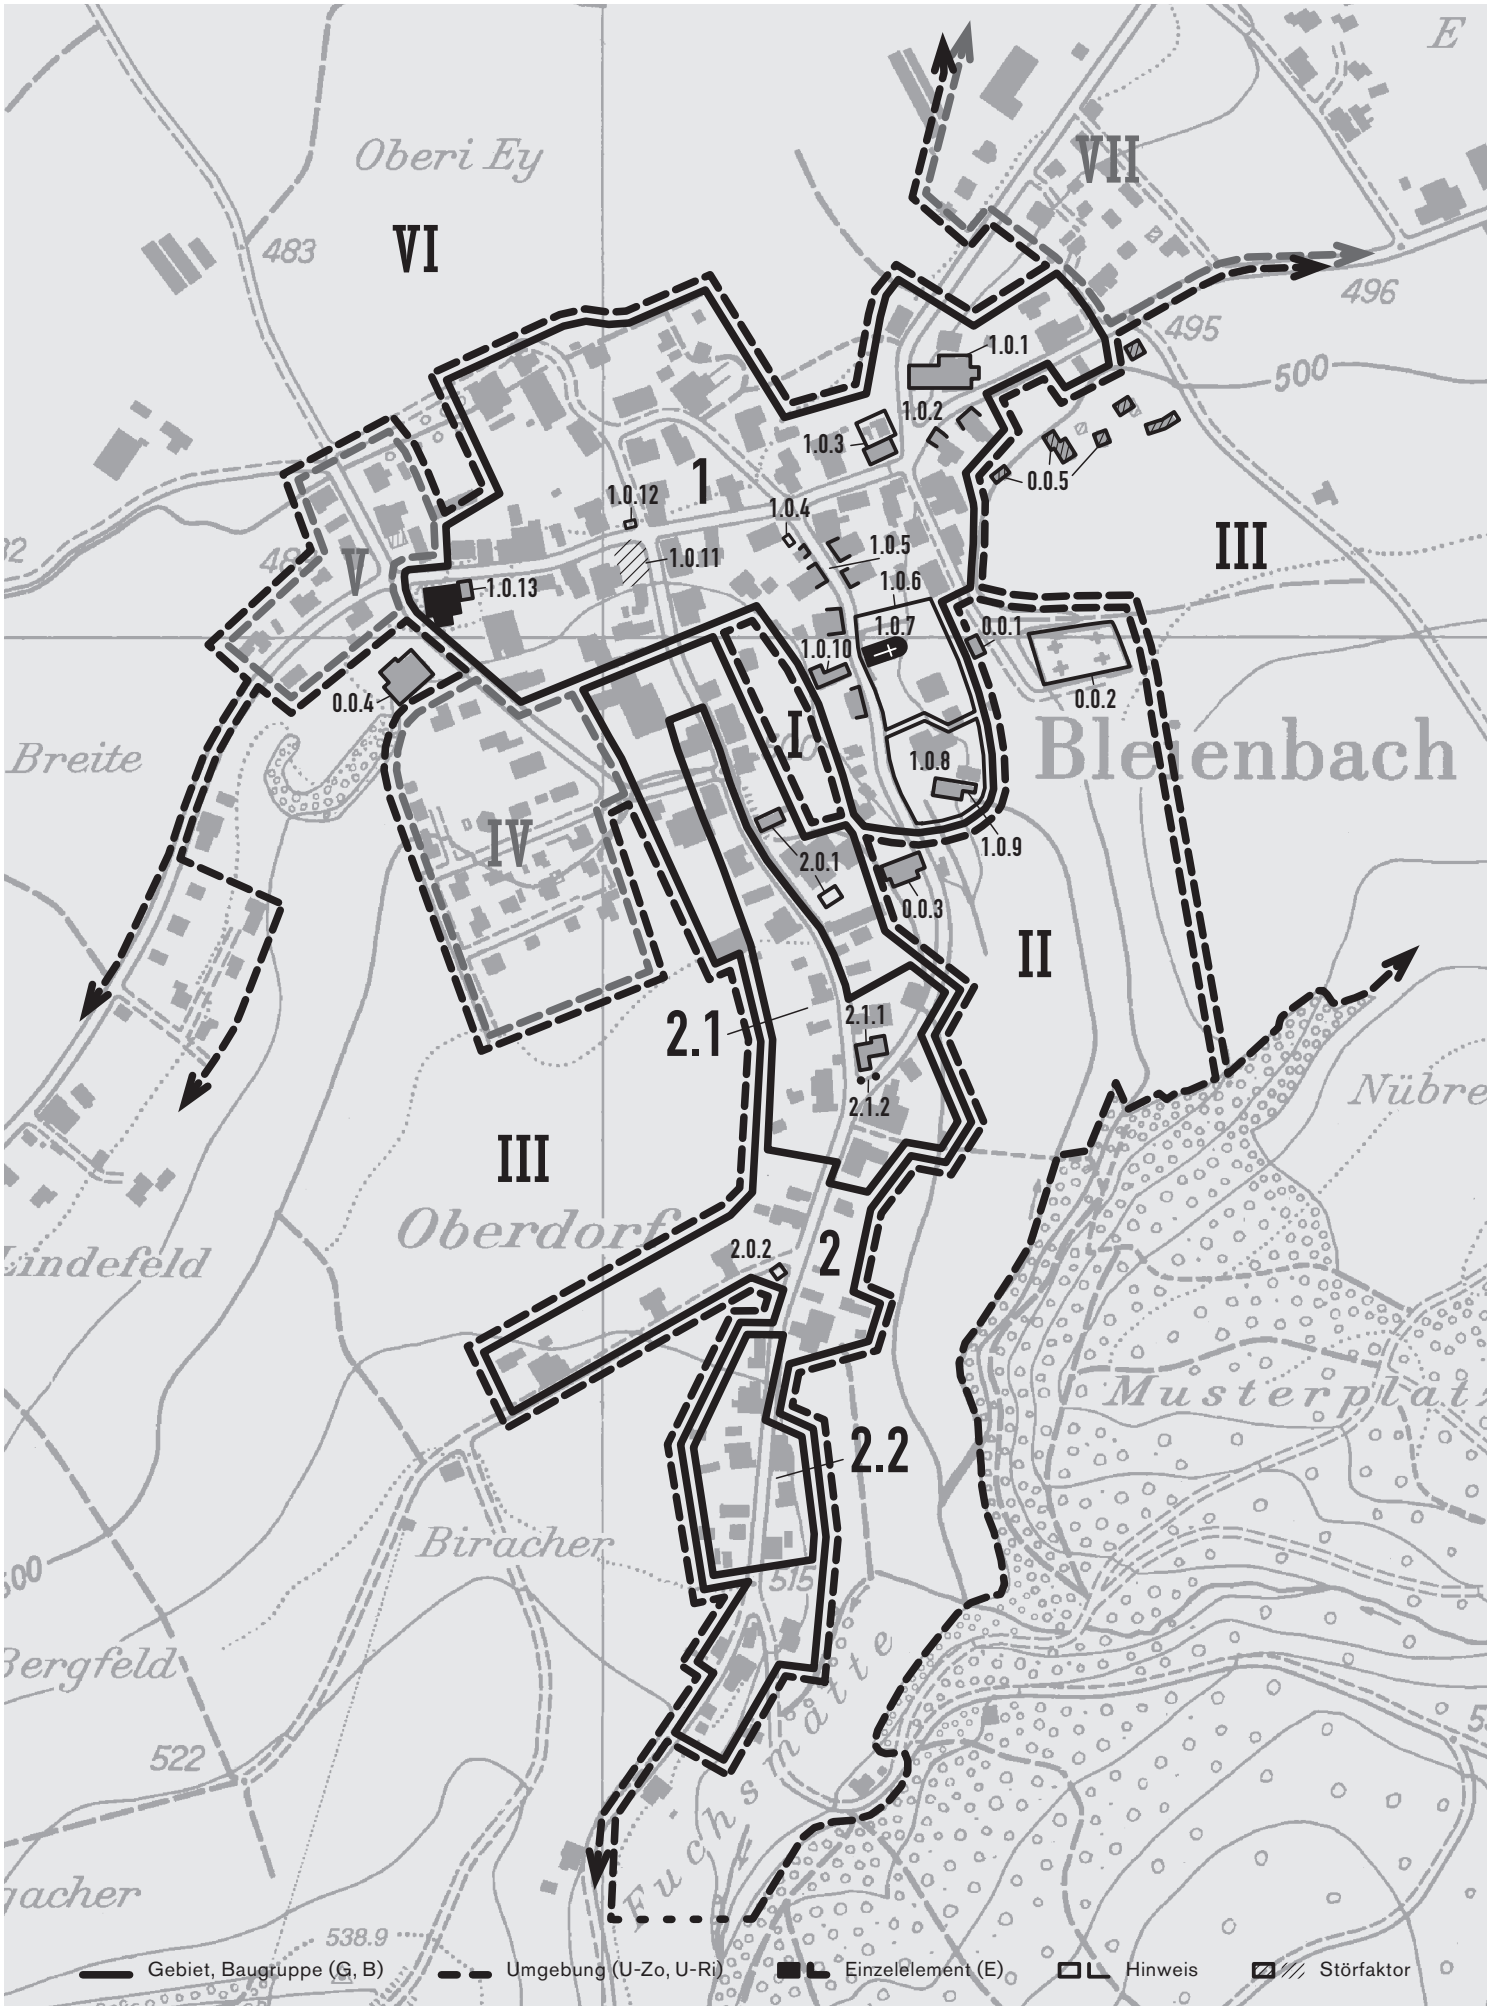 E
Oberi Ey
VII
483
VI
496
495
500
1.0.1
1.0.2
1.0.3
1
1.0.12
1.0.4
0.0.5
III
1.0.5
V
1.0.11
1.0.6
1.0.13
1.0.7
0.0.1
1.0.10
0.0.2
0.0.4
I
Breite
Bleienbach
1.0.8
IV
2.0.1
1.0.9
0.0.3
II
2.1
2.1.1
2.1.2
Nübre
III
Oberdorf
2.0.2
2
Lindefeld
Musterplatz
2.2
Biracher
515
Bergfeld
522
Fuchsmatte
gacher
538.9
Gebiet, Baugruppe (G, B) Umgebung (U-Zo, U-Ri) Einzelelement (E) Hinweis Störfaktor